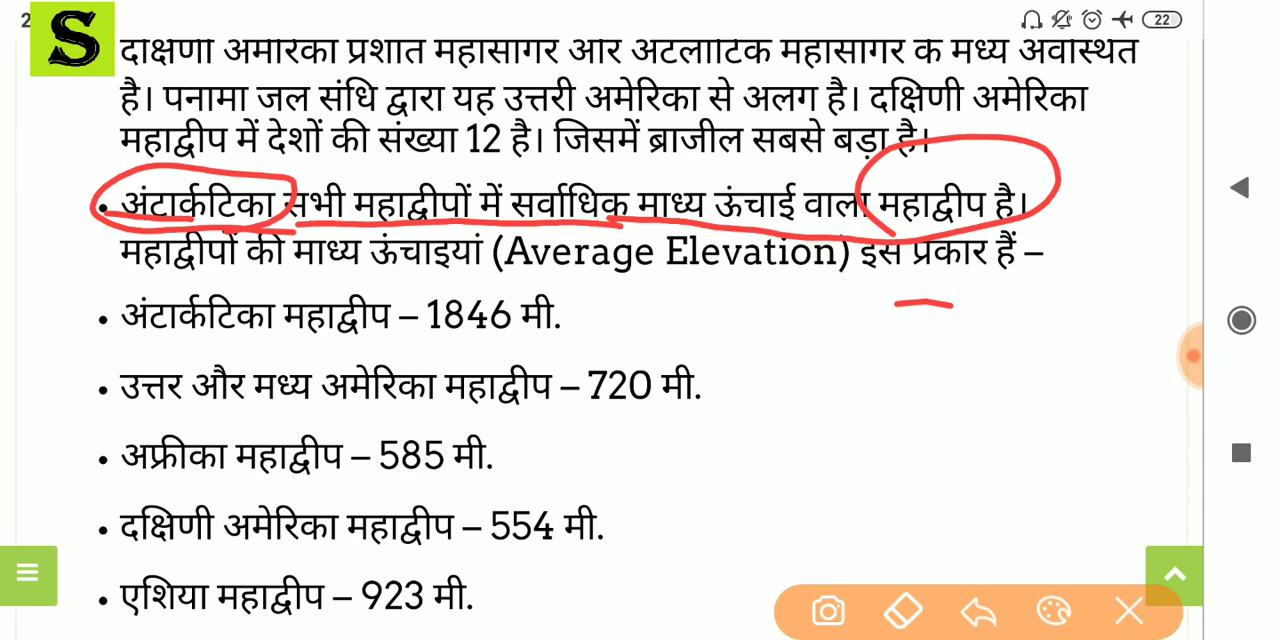 2
S
22
दक्षिणी अमेरिका प्रशांत महासागर और अटलांटिक महासागर के मध्य अवस्थित
है। पनामा जल संधि द्वारा यह उत्तरी अमेरिका से अलग है। दक्षिणी अमेरिका
महाद्वीप में देशों की संख्या 12 है। जिसमें ब्राजील सबसे बड़ा है।
• अंटार्कटिका सभी महाद्वीपों में सर्वाधिक माध्य ऊंचाई वाला महाद्वीप है।
महाद्वीपों की माध्य ऊंचाइयां (Average Elevation) इस प्रकार हैं –
• अंटार्कटिका महाद्वीप – 1846 मी.
• उत्तर और मध्य अमेरिका महाद्वीप – 720 मी.
• अफ्रीका महाद्वीप – 585 मी.
• दक्षिणी अमेरिका महाद्वीप – 554 मी.
• एशिया महाद्वीप – 923 मी.